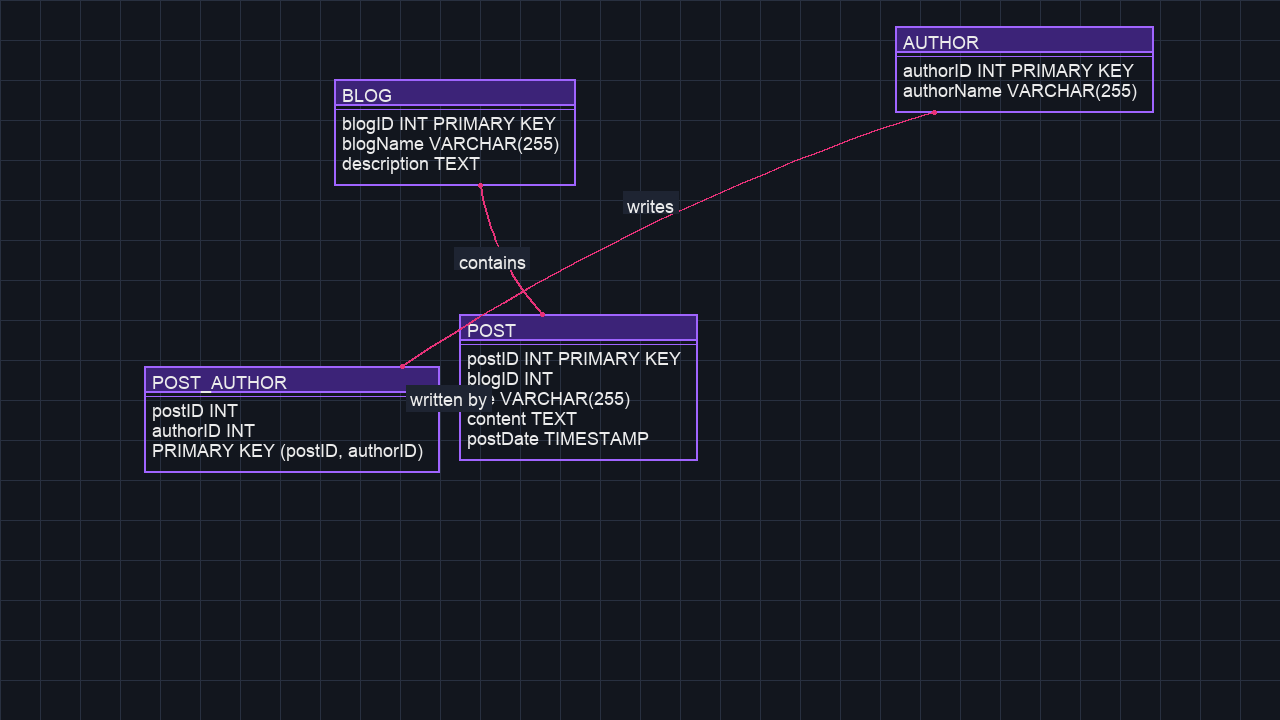 AUTHOR
authorID INT PRIMARY KEY
authorName VARCHAR(255)
BLOG
blogID INT PRIMARY KEY
blogName VARCHAR(255)
description TEXT
writes
contains
POST
postID INT PRIMARY KEY
blogID INT
VARCHAR(255)
content TEXT
postDate TIMESTAMP
POST_AUTHOR
postID INT
authorID INT
PRIMARY KEY (postID, authorID)
written by